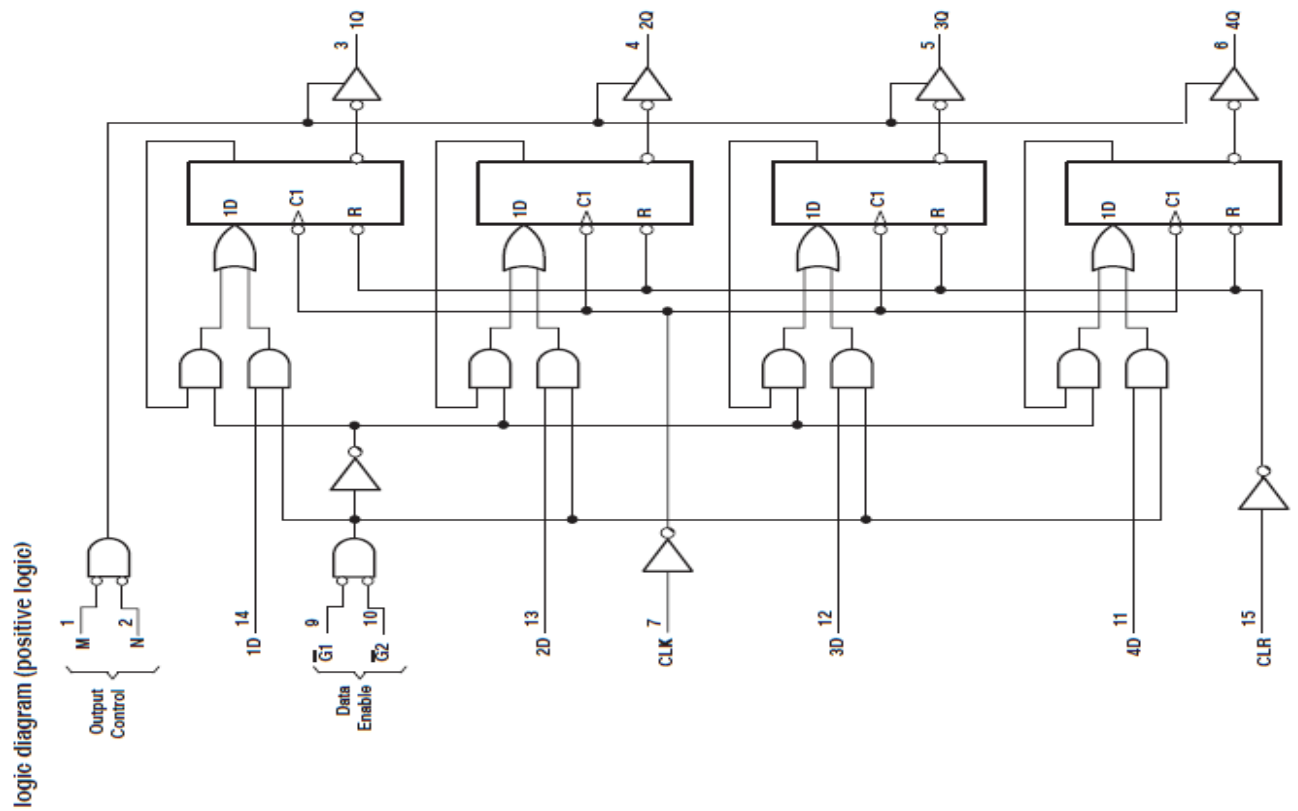 logic diagram (positive logic)
Output
Control
M 1
N 2
1D 14
Data
Enable
G̅1̅ 9
G̅2̅ 10
2D 13
CLK 7
3D 12
4D 11
CLR 15
1D
C1
R
3 1Q
1D
C1
R
4 2Q
1D
C1
R
5 3Q
1D
C1
R
6 4Q